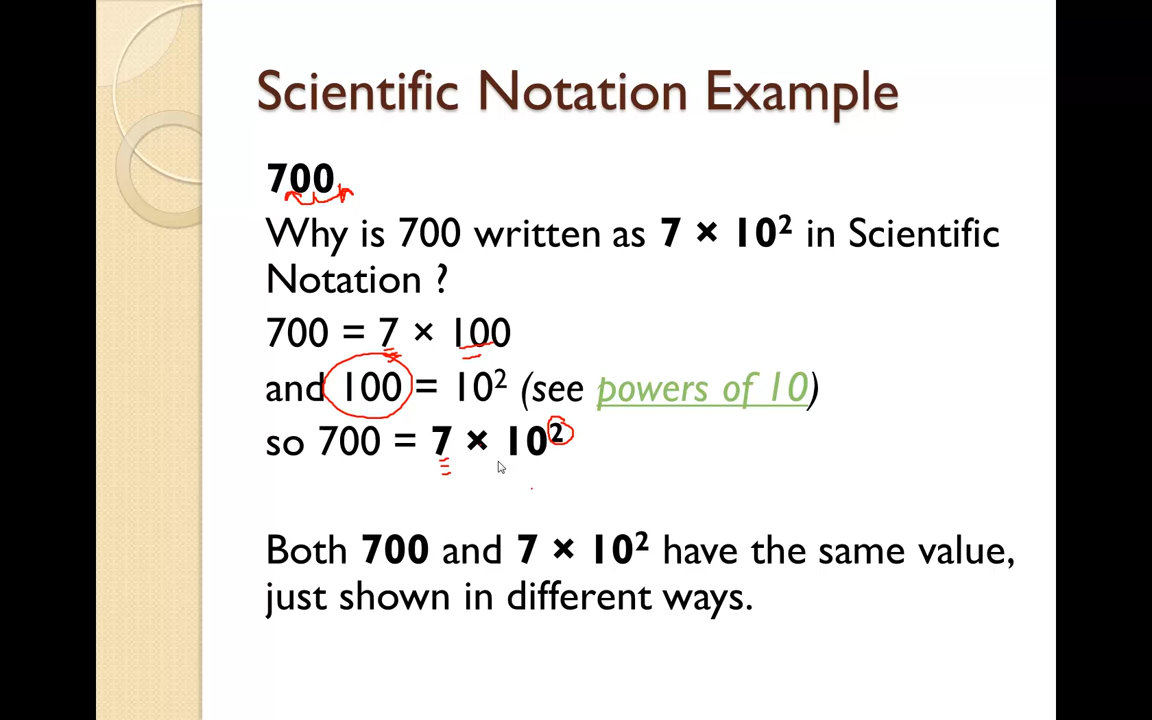 Scientific Notation Example
700
Why is 700 written as 7 × 10² in Scientific
Notation ?
700 = 7 × 100
and 100 = 10² (see powers of 10)
so 700 = 7 × 10²
Both 700 and 7 × 10² have the same value,
just shown in different ways.